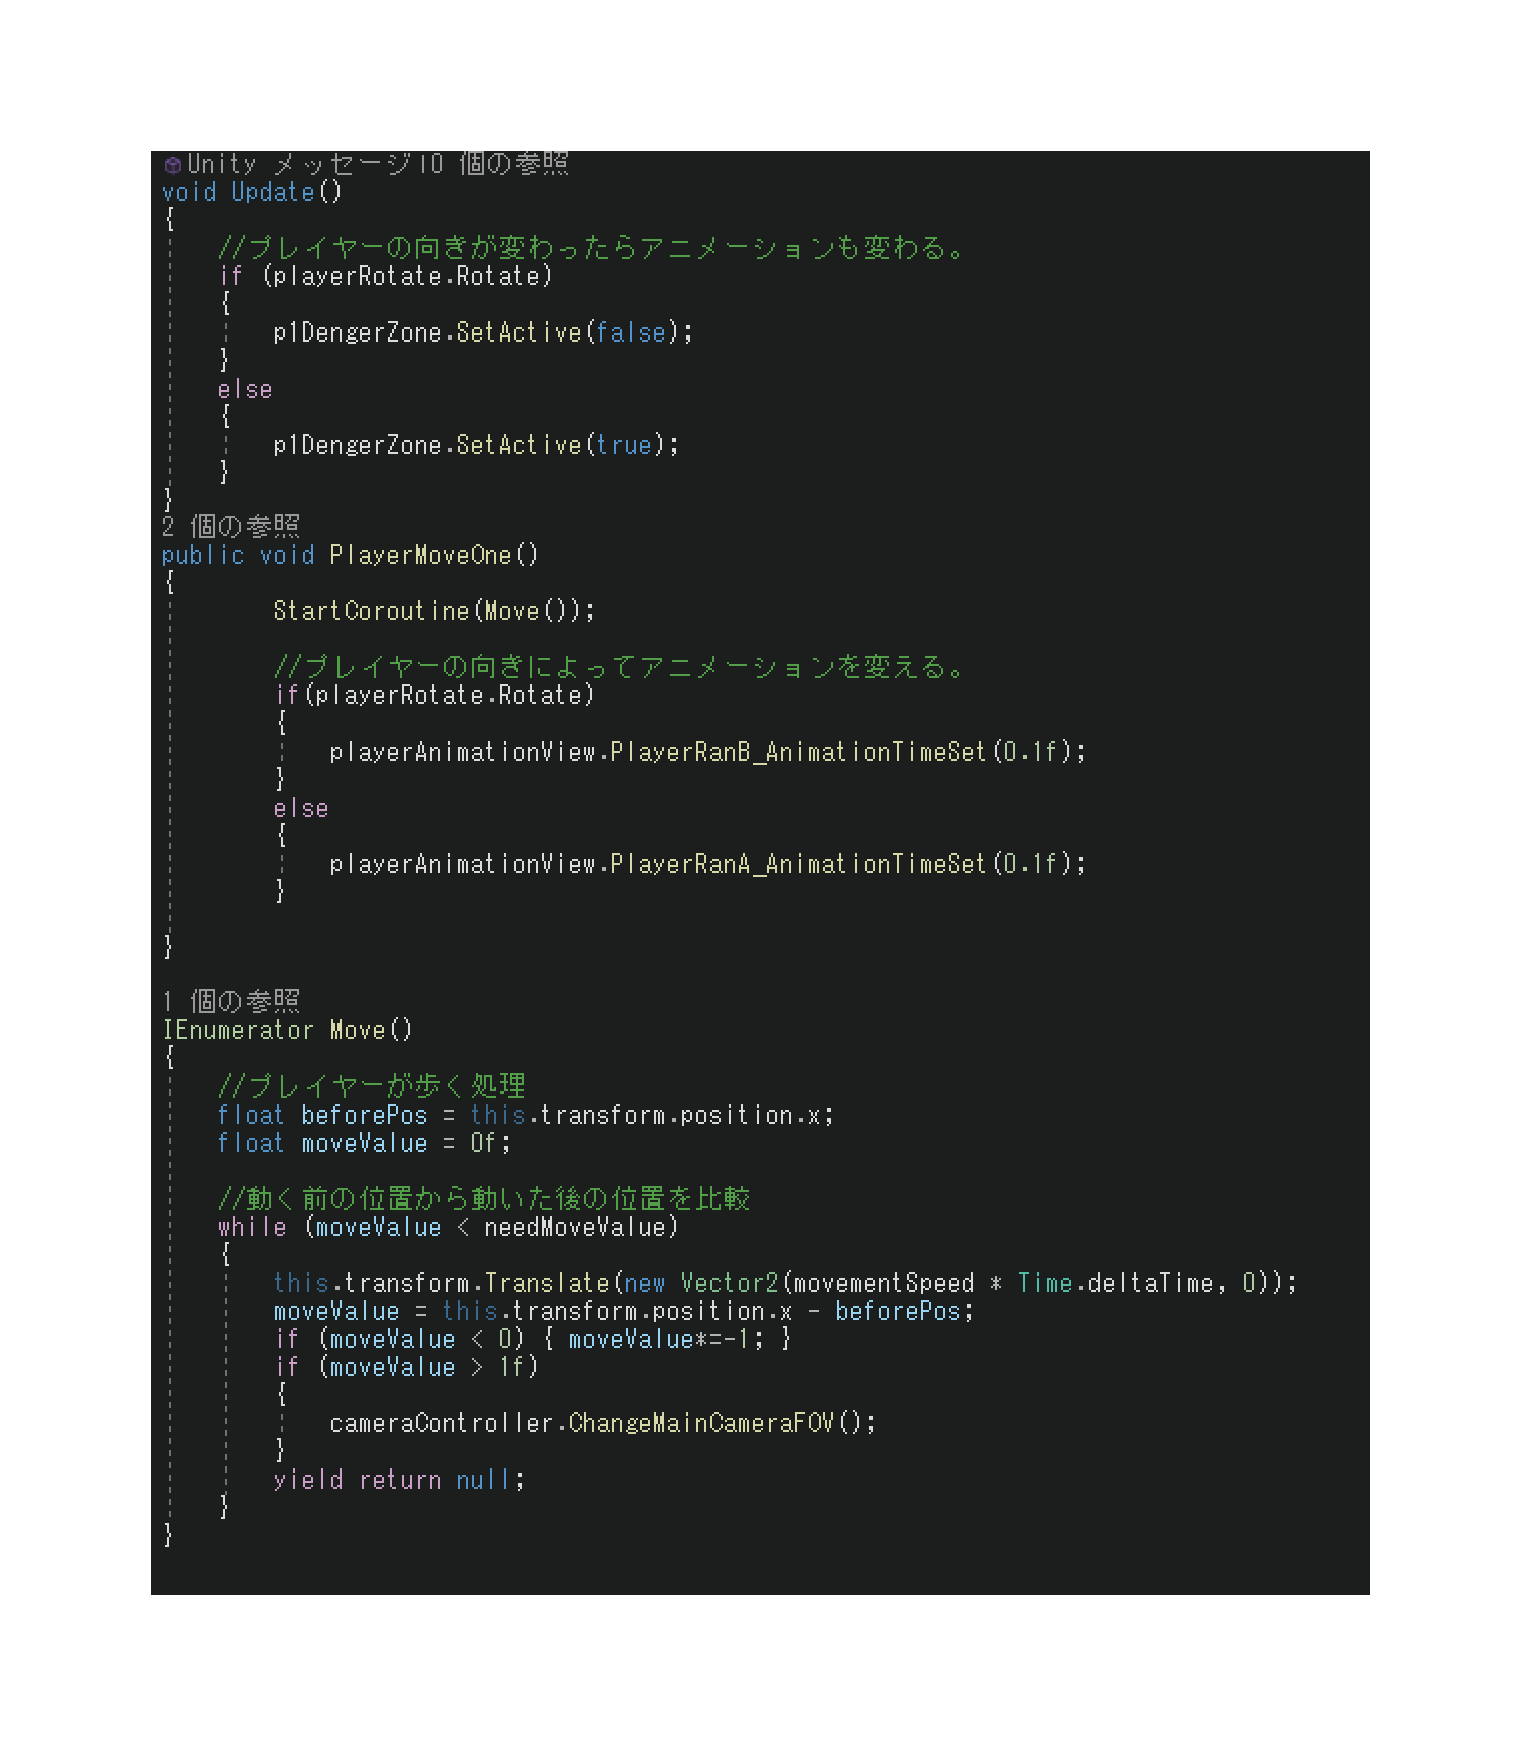 Unity メッセージ|0 個の参照
void Update()
{
//プレイヤーの向きが変わったらアニメーションも変わる。
if (playerRotate.Rotate)
{
p1DengerZone.SetActive(false);
}
else
{
p1DengerZone.SetActive(true);
}
}
2 個の参照
public void PlayerMoveOne()
{
StartCoroutine(Move());
//プレイヤーの向きによってアニメーションを変える。
if(playerRotate.Rotate)
{
playerAnimationView.PlayerRanB_AnimationTimeSet(0.1f);
}
else
{
playerAnimationView.PlayerRanA_AnimationTimeSet(0.1f);
}
}
1 個の参照
IEnumerator Move()
{
//プレイヤーが歩く処理
float beforePos = this.transform.position.x;
float moveValue = 0f;
//動く前の位置から動いた後の位置を比較
while (moveValue < needMoveValue)
{
this.transform.Translate(new Vector2(movementSpeed * Time.deltaTime, 0));
moveValue = this.transform.position.x - beforePos;
if (moveValue < 0) { moveValue*=-1; }
if (moveValue > 1f)
{
cameraController.ChangeMainCameraFOV();
}
yield return null;
}
}